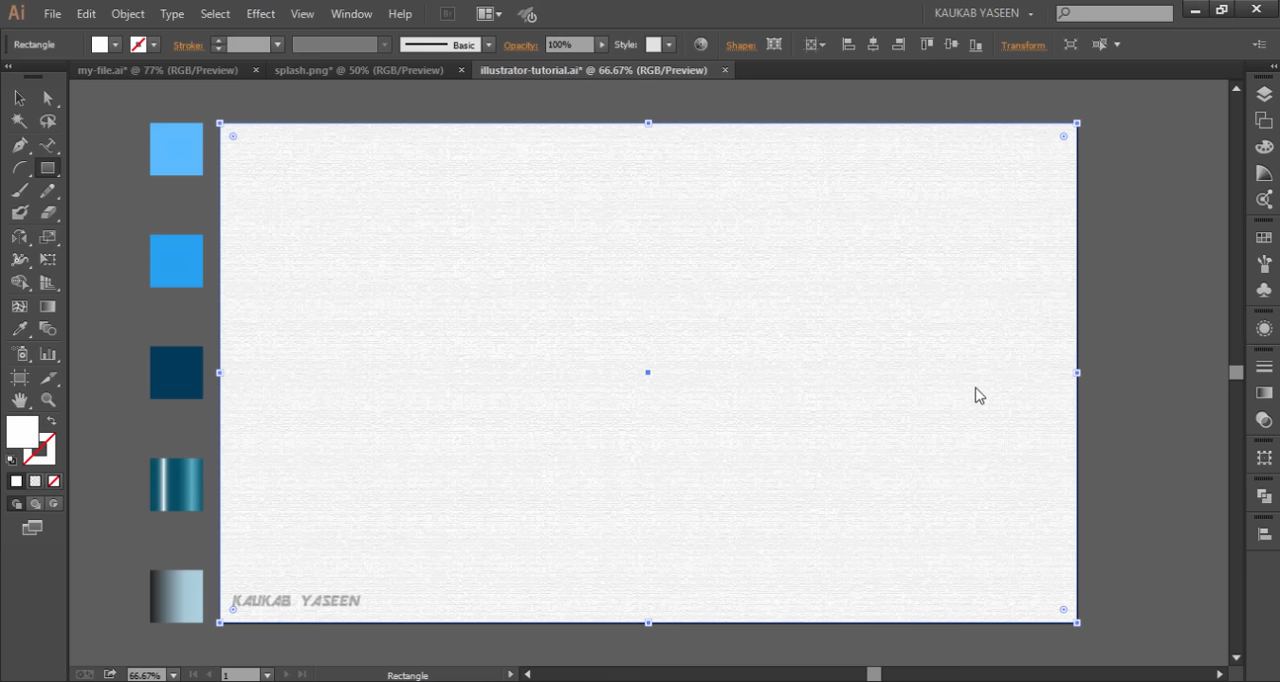 Ai File Edit Object Type Select Effect View Window Help Br KAUKAB YASEEN
Rectangle Stroke: Basic Opacity: 100% Style: Shape: Transform
my-file.ai* @ 77% (RGB/Preview) × splash.png* @ 50% (RGB/Preview) × illustrator-tutorial.ai* @ 66.67% (RGB/Preview) ×
KAUKAB YASEEN
66.67% 1 Rectangle